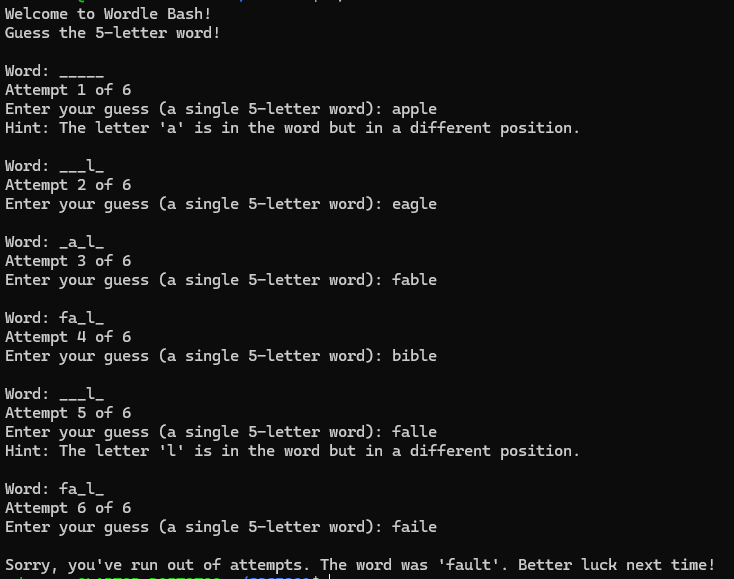 Welcome to Wordle Bash!
Guess the 5-letter word!
Word: _____
Attempt 1 of 6
Enter your guess (a single 5-letter word): apple
Hint: The letter 'a' is in the word but in a different position.
Word: ___l_
Attempt 2 of 6
Enter your guess (a single 5-letter word): eagle
Word: _a_l_
Attempt 3 of 6
Enter your guess (a single 5-letter word): fable
Word: fa_l_
Attempt 4 of 6
Enter your guess (a single 5-letter word): bible
Word: ___l_
Attempt 5 of 6
Enter your guess (a single 5-letter word): falle
Hint: The letter 'l' is in the word but in a different position.
Word: fa_l_
Attempt 6 of 6
Enter your guess (a single 5-letter word): faile
Sorry, you've run out of attempts. The word was 'fault'. Better luck next time!